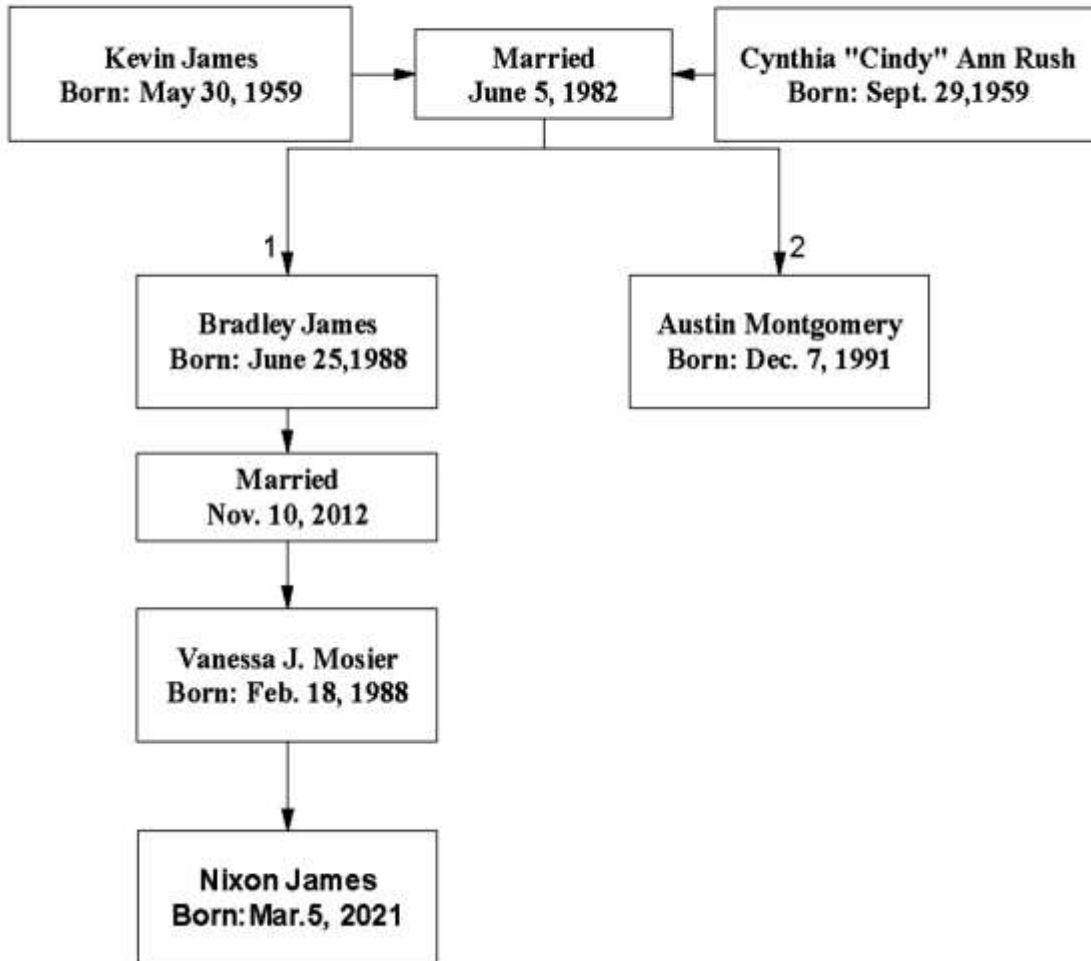 Kevin James
Born: May 30, 1959
Married
June 5, 1982
Cynthia "Cindy" Ann Rush
Born: Sept. 29,1959
1
2
Bradley James
Born: June 25,1988
Austin Montgomery
Born: Dec. 7, 1991
Married
Nov. 10, 2012
Vanessa J. Mosier
Born: Feb. 18, 1988
Nixon James
Born:Mar.5, 2021